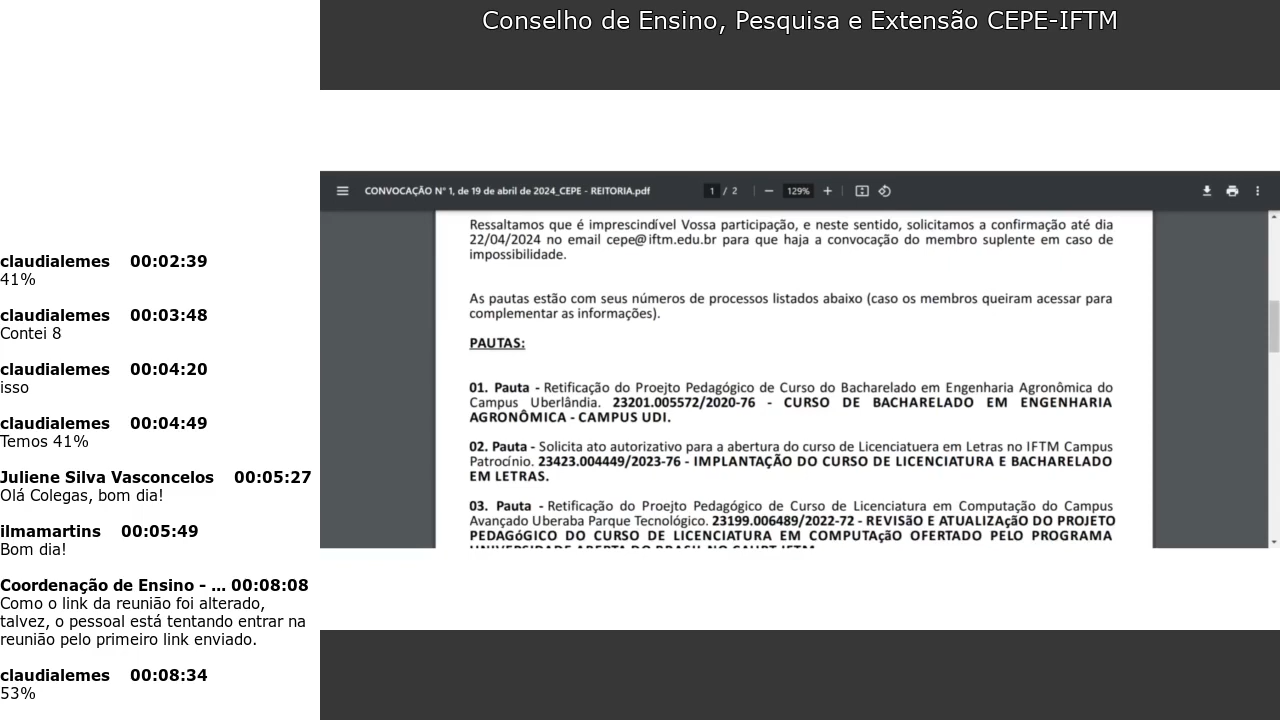 Conselho de Ensino, Pesquisa e Extensão CEPE-IFTM
claudialemes 00:02:39
41%
claudialemes 00:03:48
Contei 8
claudialemes 00:04:20
isso
claudialemes 00:04:49
Temos 41%
Juliene Silva Vasconcelos 00:05:27
Olá Colegas, bom dia!
ilmamartins 00:05:49
Bom dia!
Coordenação de Ensino – ... 00:08:08
Como o link da reunião foi alterado,
talvez, o pessoal está tentando entrar na
reunião pelo primeiro link enviado.
claudialemes 00:08:34
53%
CONVOCAÇÃO N° 1, de 19 de abril de 2024_CEPE - REITORIA.pdf
1 / 2
129%
Ressaltamos que é imprescindível Vossa participação, e neste sentido, solicitamos a confirmação até dia
22/04/2024 no email cepe@iftm.edu.br para que haja a convocação do membro suplente em caso de
impossibilidade.
As pautas estão com seus números de processos listados abaixo (caso os membros queiram acessar para
complementar as informações).
PAUTAS:
01. Pauta - Retificação do Proejto Pedagógico de Curso do Bacharelado em Engenharia Agronômica do
Campus Uberlândia. 23201.005572/2020-76 - CURSO DE BACHARELADO EM ENGENHARIA
AGRONÔMICA - CAMPUS UDI.
02. Pauta - Solicita ato autorizativo para a abertura do curso de Licenciatuera em Letras no IFTM Campus
Patrocínio. 23423.004449/2023-76 - IMPLANTAÇÃO DO CURSO DE LICENCIATURA E BACHARELADO
EM LETRAS.
03. Pauta - Retificação do Proejto Pedagógico de Curso de Licenciatura em Computação do Campus
Avançado Uberaba Parque Tecnológico. 23199.006489/2022-72 - REVISãO E ATUALIZAçãO DO PROJETO
PEDAGóGICO DO CURSO DE LICENCIATURA EM COMPUTAçãO OFERTADO PELO PROGRAMA
UNIVERSIDADE ABERTA DO BRASIL NO CAUPT IFTM